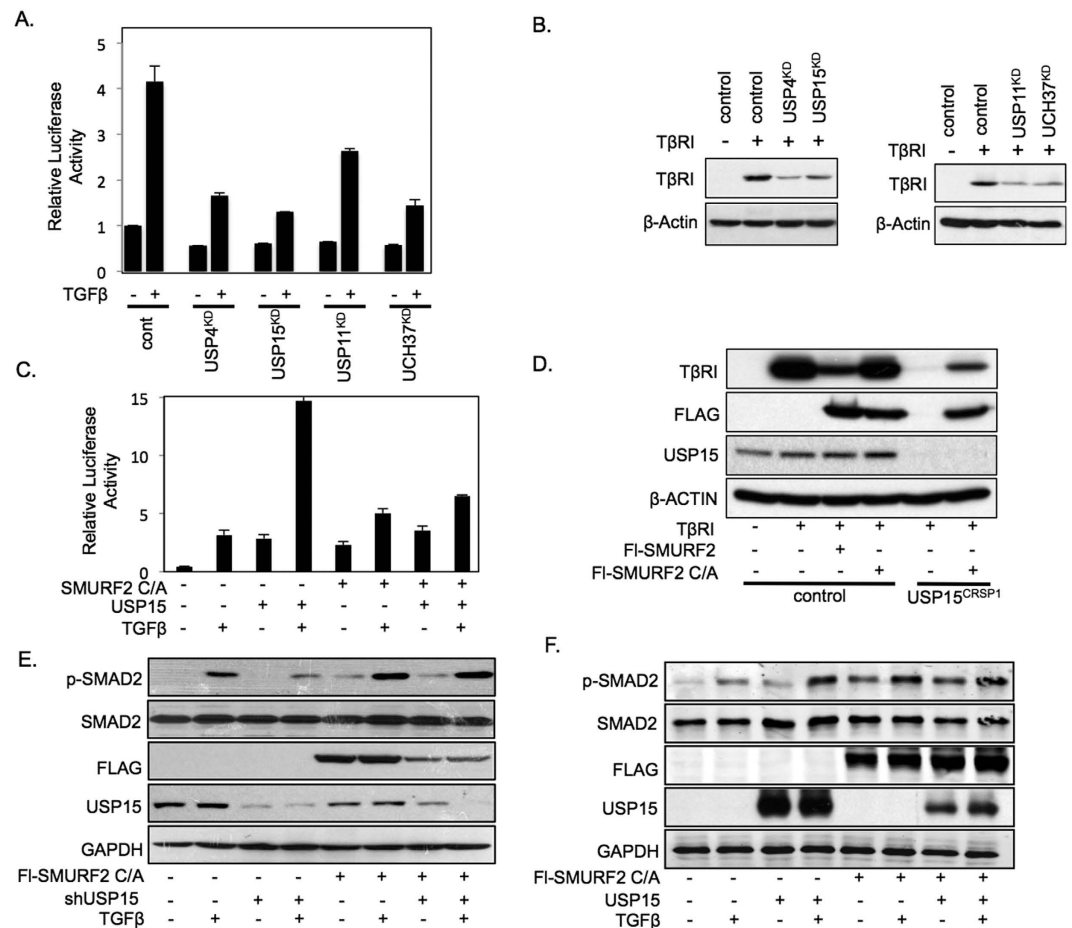 A.
Relative Luciferase
Activity
5
4
3
2
1
0
TGFβ - + - + - + - + - +
cont USP4KD USP15KD USP11KD UCH37KD
B.
control control USP4KD USP15KD
TβRI - + + +
TβRI
β-Actin
control control USP11KD UCH37KD
TβRI - + + +
TβRI
β-Actin
C.
Relative Luciferase
Activity
15
10
5
0
SMURF2 C/A - - - - + + + +
USP15 - - + + - - + +
TGFβ - + - + - + - +
D.
TβRI
FLAG
USP15
β-ACTIN
TβRI - + + + + +
Fl-SMURF2 - - + - - -
Fl-SMURF2 C/A - - - + - +
control USP15CRSP1
E.
p-SMAD2
SMAD2
FLAG
USP15
GAPDH
Fl-SMURF2 C/A - - - - + + + +
shUSP15 - - + + - - + +
TGFβ - + - + - + - +
F.
p-SMAD2
SMAD2
FLAG
USP15
GAPDH
Fl-SMURF2 C/A - - - - + + + +
USP15 - - + + - - + +
TGFβ - + - + - + - +